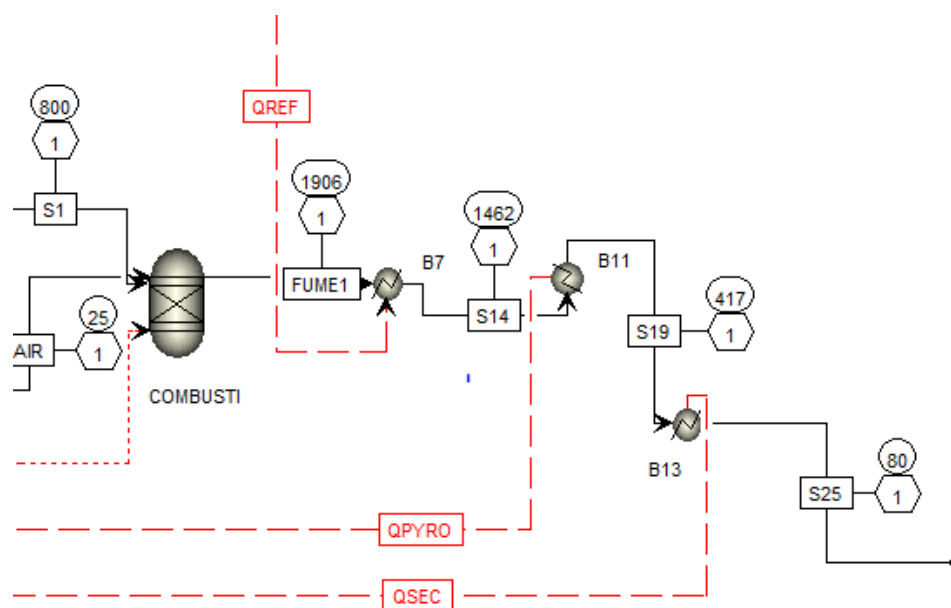 QREF
800
1
S1
1906
1
1462
1
B7
B11
FUME1
S14
417
1
S19
25
1
AIR
COMBUSTI
B13
80
1
S25
QPYRO
QSEC